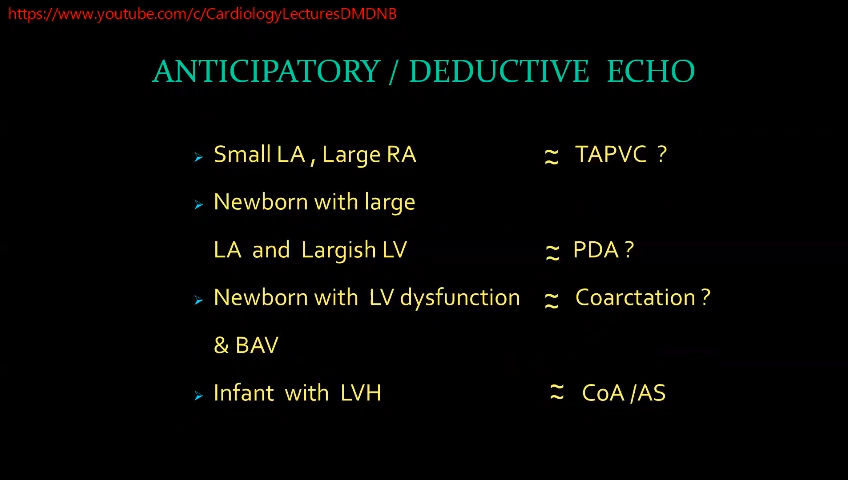 https://www.youtube.com/c/CardiologyLecturesDMDNB
ANTICIPATORY / DEDUCTIVE ECHO
➢ Small LA , Large RA ≈ TAPVC ?
➢ Newborn with large
LA and Largish LV ≈ PDA ?
➢ Newborn with LV dysfunction ≈ Coarctation ?
& BAV
➢ Infant with LVH ≈ CoA /AS